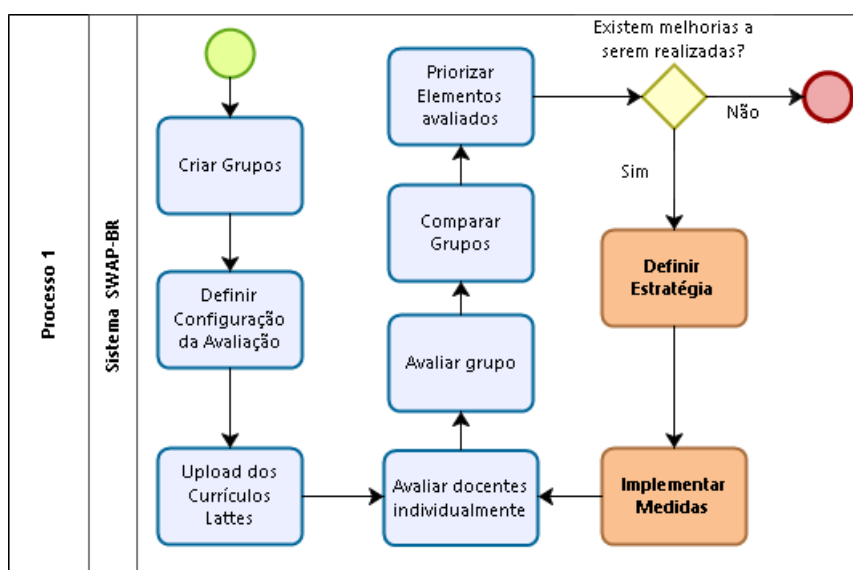 Processo 1
Sistema SWAP-BR
Criar Grupos
Definir
Configuração
da Avaliação
Upload dos
Currículos
Lattes
Avaliar docentes
individualmente
Avaliar grupo
Comparar
Grupos
Priorizar
Elementos
avaliados
Existem melhorias a
serem realizadas?
Não
Sim
Definir
Estratégia
Implementar
Medidas